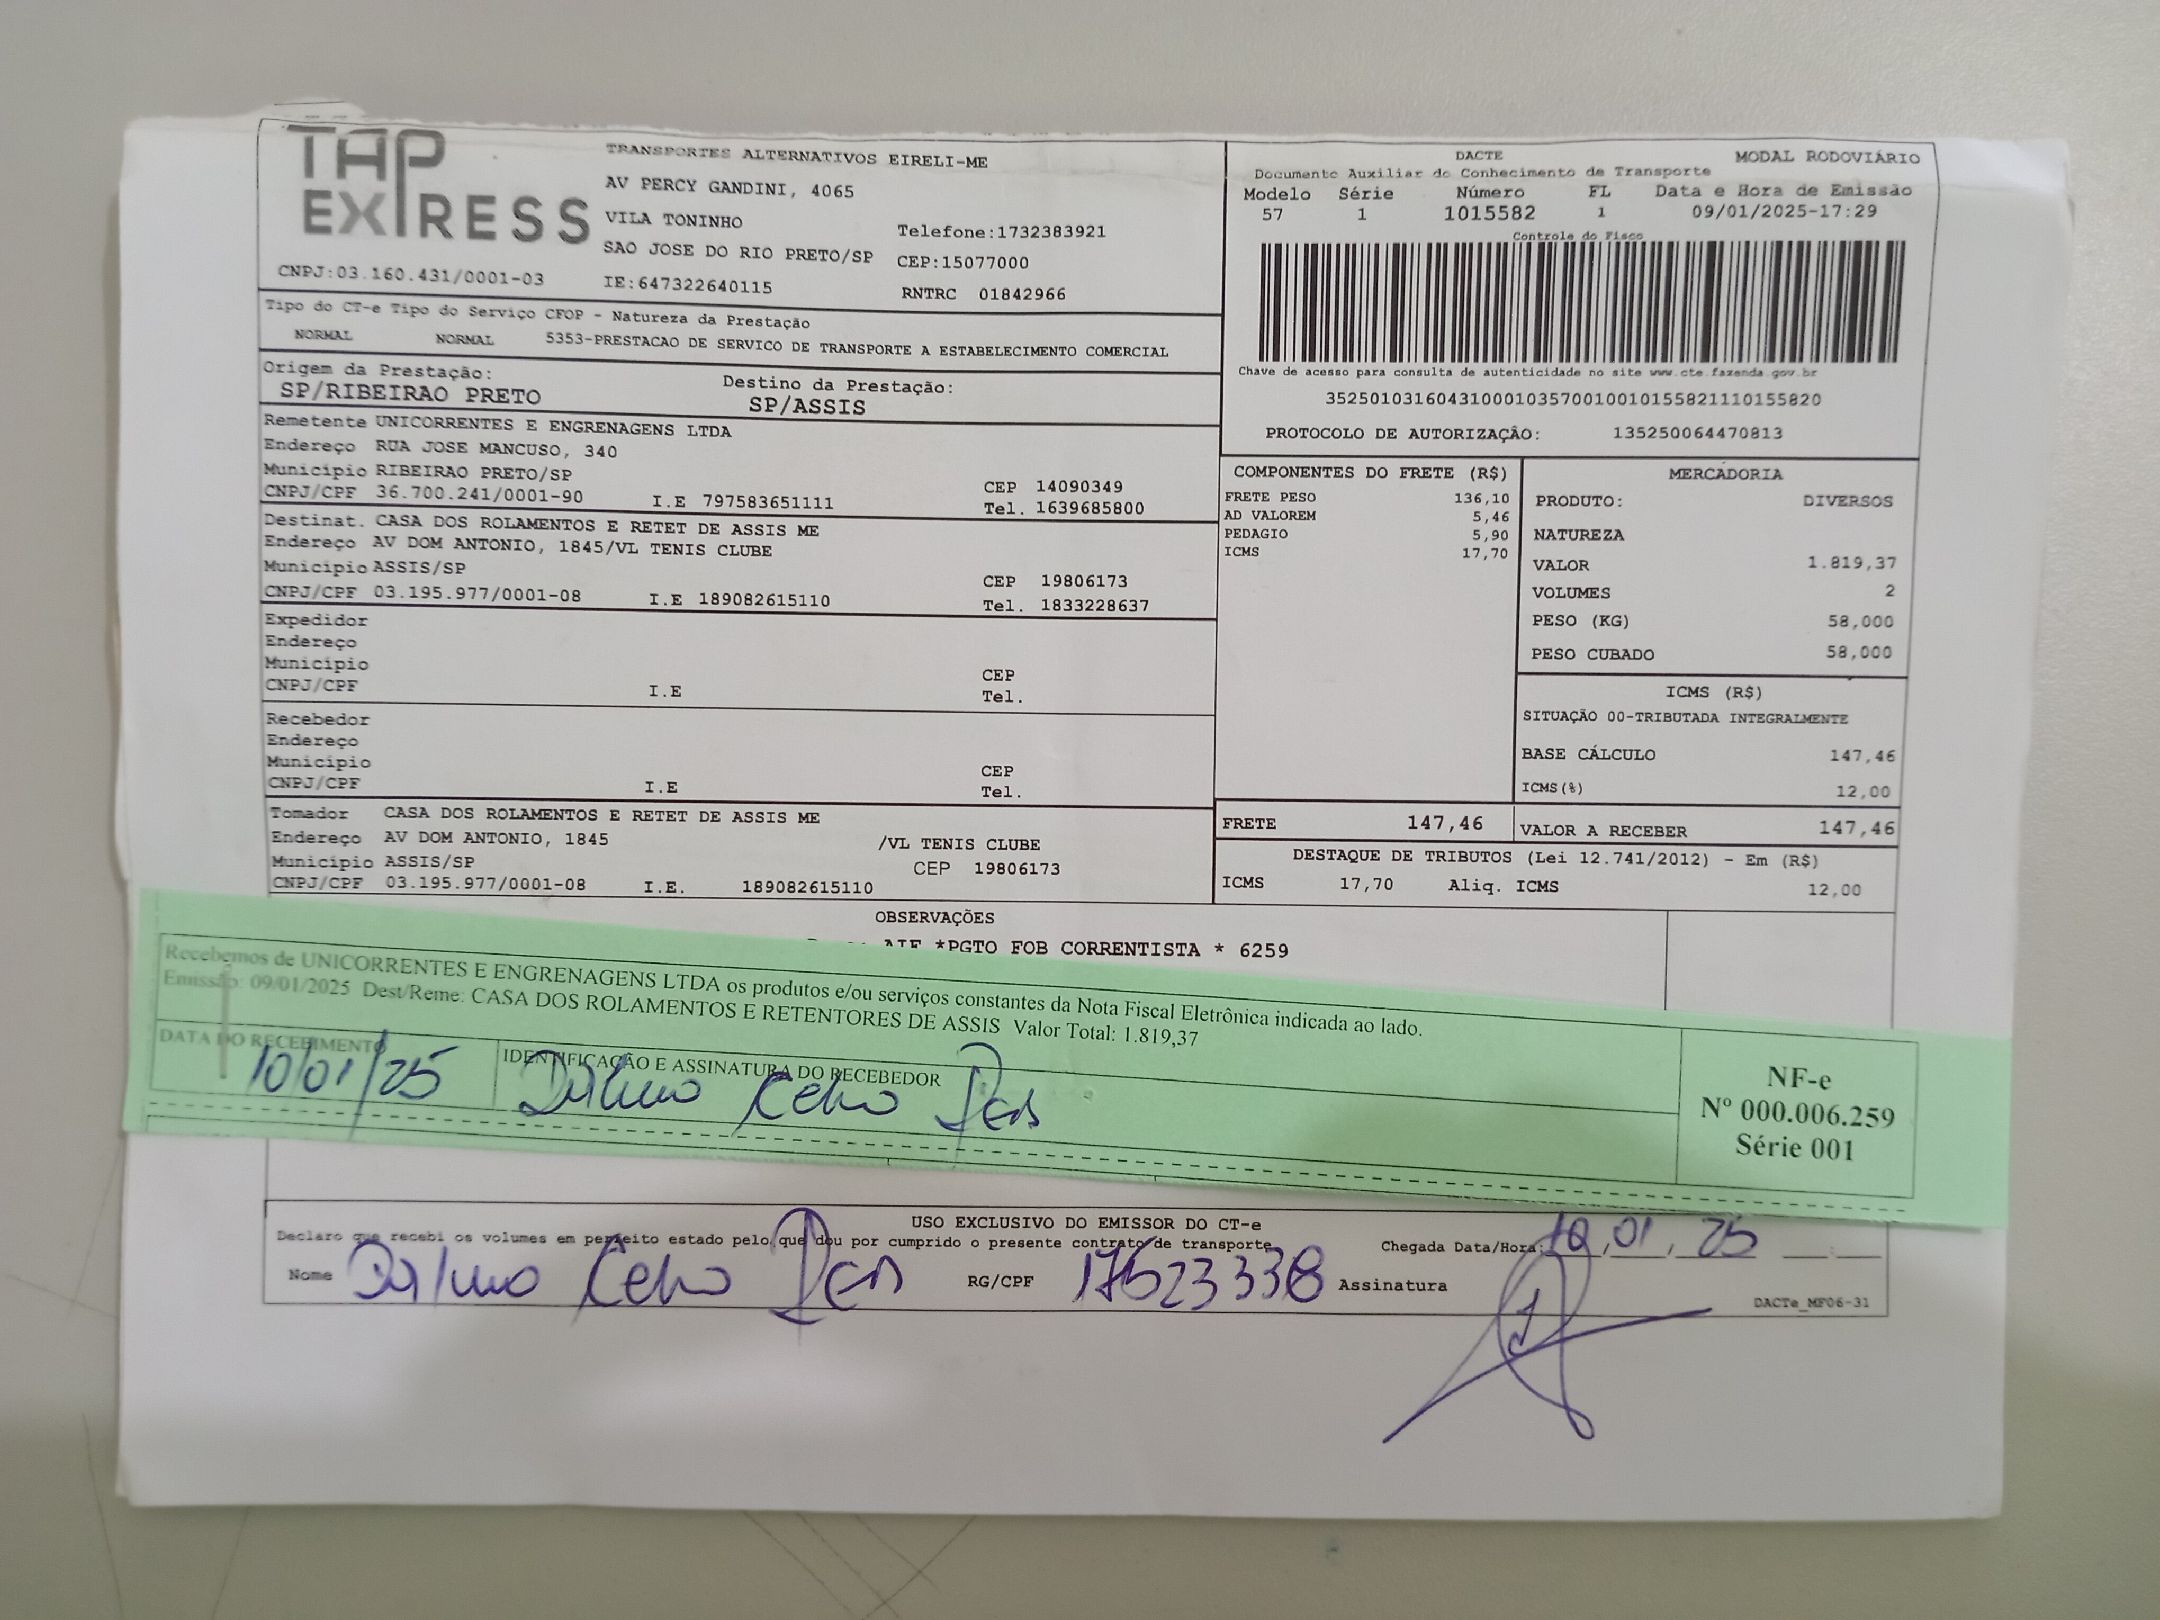 TAP
EXPRESS
TRANSPORTES ALTERNATIVOS EIRELI-ME
AV PERCY GANDINI, 4065
VILA TONINHO
Telefone:1732383921
SAO JOSE DO RIO PRETO/SP CEP:15077000
CNPJ:03.160.431/0001-03 IE:647322640115 RNTRC 01842966
DACTE MODAL RODOVIÁRIO
Documento Auxiliar do Conhecimento de Transporte
Modelo Série Número FL Data e Hora de Emissão
57 1 1015582 1 09/01/2025-17:29
Controle do Fisco
Chave de acesso para consulta de autenticidade no site www.cte.fazenda.gov.br
35250103160431000103570010010155821110155820
PROTOCOLO DE AUTORIZAÇÂO: 135250064470813
Tipo do CT-e Tipo do Serviço CFOP - Natureza da Prestação
NORMAL NORMAL 5353-PRESTACAO DE SERVICO DE TRANSPORTE A ESTABELECIMENTO COMERCIAL
Origem da Prestação: Destino da Prestação:
SP/RIBEIRAO PRETO SP/ASSIS
Remetente UNICORRENTES E ENGRENAGENS LTDA
Endereço RUA JOSE MANCUSO, 340
Município RIBEIRAO PRETO/SP CEP 14090349
CNPJ/CPF 36.700.241/0001-90 I.E 797583651111 Tel. 1639685800
Destinat. CASA DOS ROLAMENTOS E RETET DE ASSIS ME
Endereço AV DOM ANTONIO, 1845/VL TENIS CLUBE
Município ASSIS/SP CEP 19806173
CNPJ/CPF 03.195.977/0001-08 I.E 189082615110 Tel. 1833228637
Expedidor
Endereço
Município CEP
CNPJ/CPF I.E Tel.
Recebedor
Endereço
Município CEP
CNPJ/CPF I.E Tel.
Tomador CASA DOS ROLAMENTOS E RETET DE ASSIS ME
Endereço AV DOM ANTONIO, 1845 /VL TENIS CLUBE
Município ASSIS/SP CEP 19806173
CNPJ/CPF 03.195.977/0001-08 I.E. 189082615110
COMPONENTES DO FRETE (R$)
FRETE PESO 136,10
AD VALOREM 5,46
PEDAGIO 5,90
ICMS 17,70
MERCADORIA
PRODUTO: DIVERSOS
NATUREZA
VALOR 1.819,37
VOLUMES 2
PESO (KG) 58,000
PESO CUBADO 58,000
ICMS (R$)
SITUAÇÃO 00-TRIBUTADA INTEGRALMENTE
BASE CÁLCULO 147,46
ICMS(%) 12,00
FRETE 147,46 VALOR A RECEBER 147,46
DESTAQUE DE TRIBUTOS (Lei 12.741/2012) - Em (R$)
ICMS 17,70 Aliq. ICMS 12,00
OBSERVAÇÕES
*PGTO FOB CORRENTISTA * 6259
Recebemos de UNICORRENTES E ENGRENAGENS LTDA os produtos e/ou serviços constantes da Nota Fiscal Eletrônica indicada ao lado.
Emissão: 09/01/2025 Dest/Reme: CASA DOS ROLAMENTOS E RETENTORES DE ASSIS Valor Total: 1.819,37
DATA DO RECEBIMENTO IDENTIFICAÇÃO E ASSINATURA DO RECEBEDOR
10/01/25
NF-e
Nº 000.006.259
Série 001
USO EXCLUSIVO DO EMISSOR DO CT-e
Declaro que recebi os volumes em perfeito estado pelo que dou por cumprido o presente contrato de transporte
Chegada Data/Hora: 10,01, 25
Nome RG/CPF 17523338 Assinatura
DACTe_MF06-31